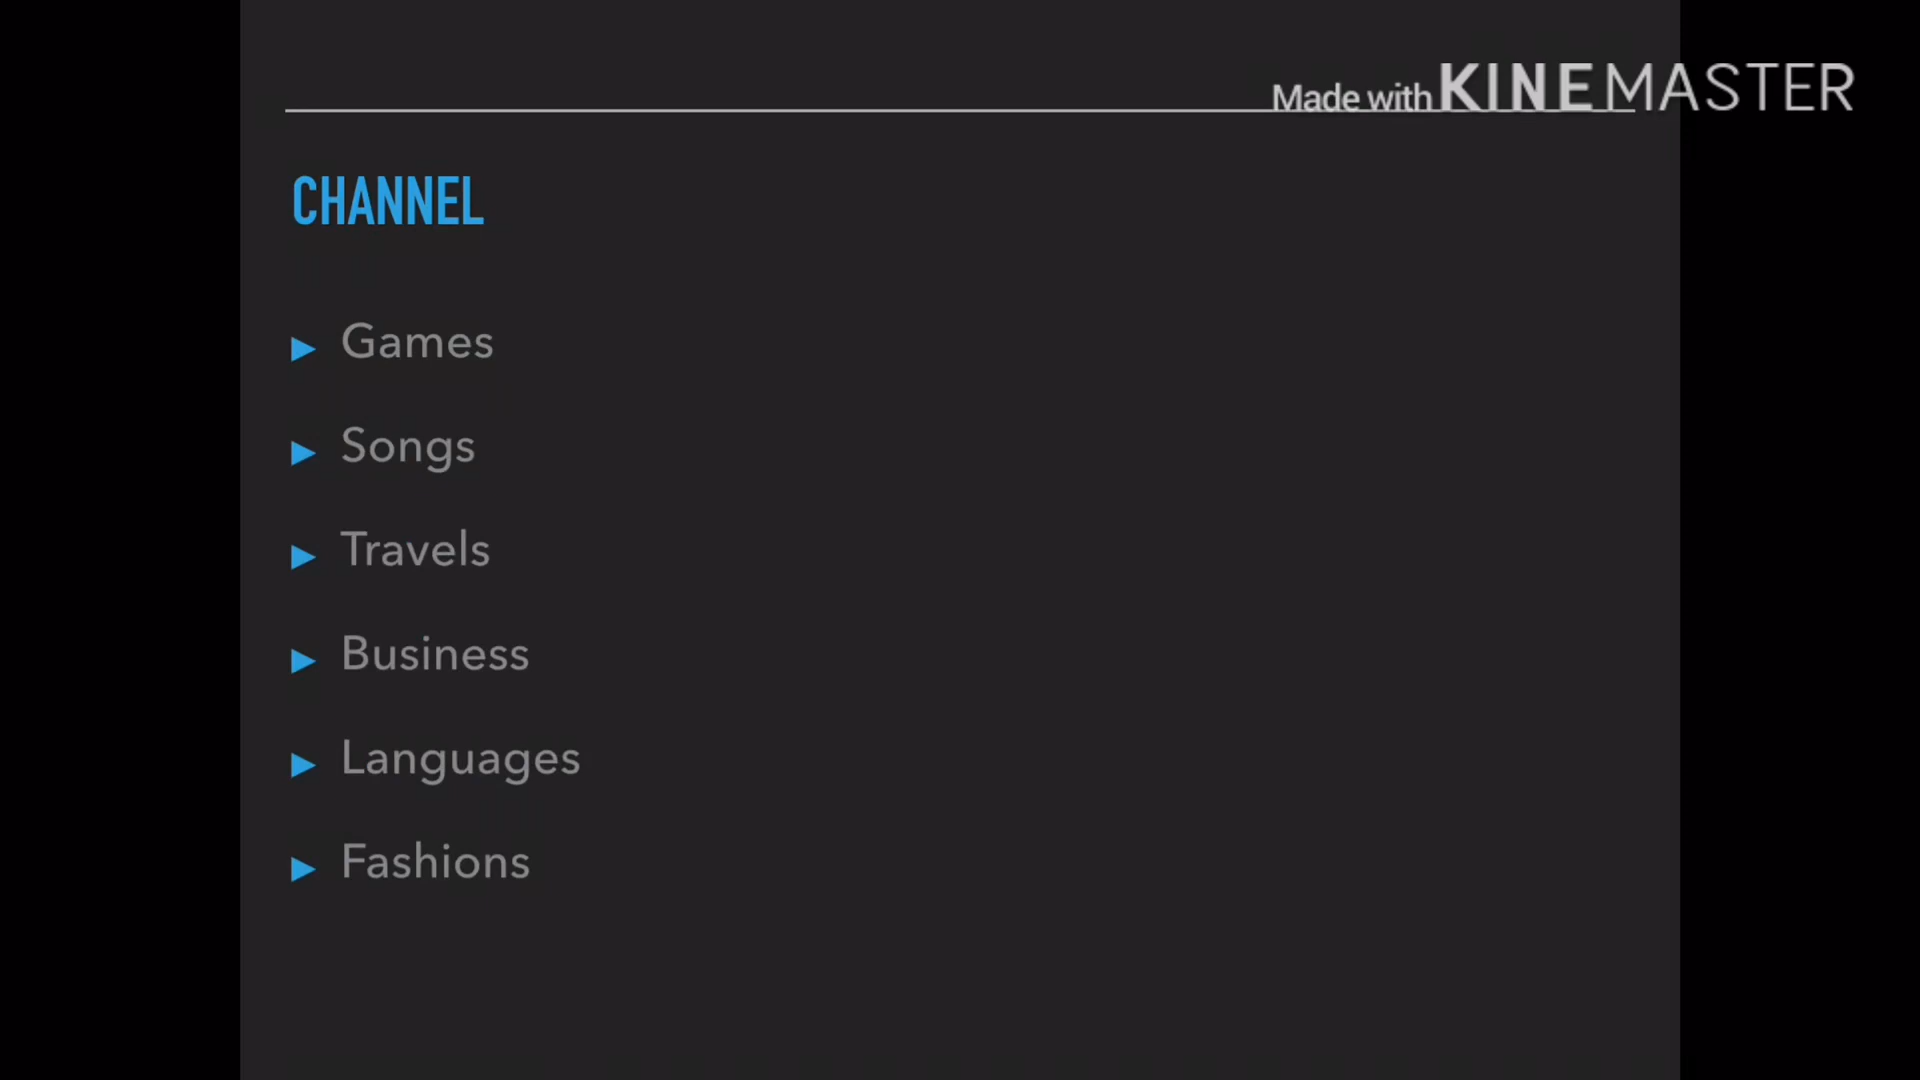 Made with KINEMASTER
CHANNEL
Games
Songs
Travels
Business
Languages
Fashions